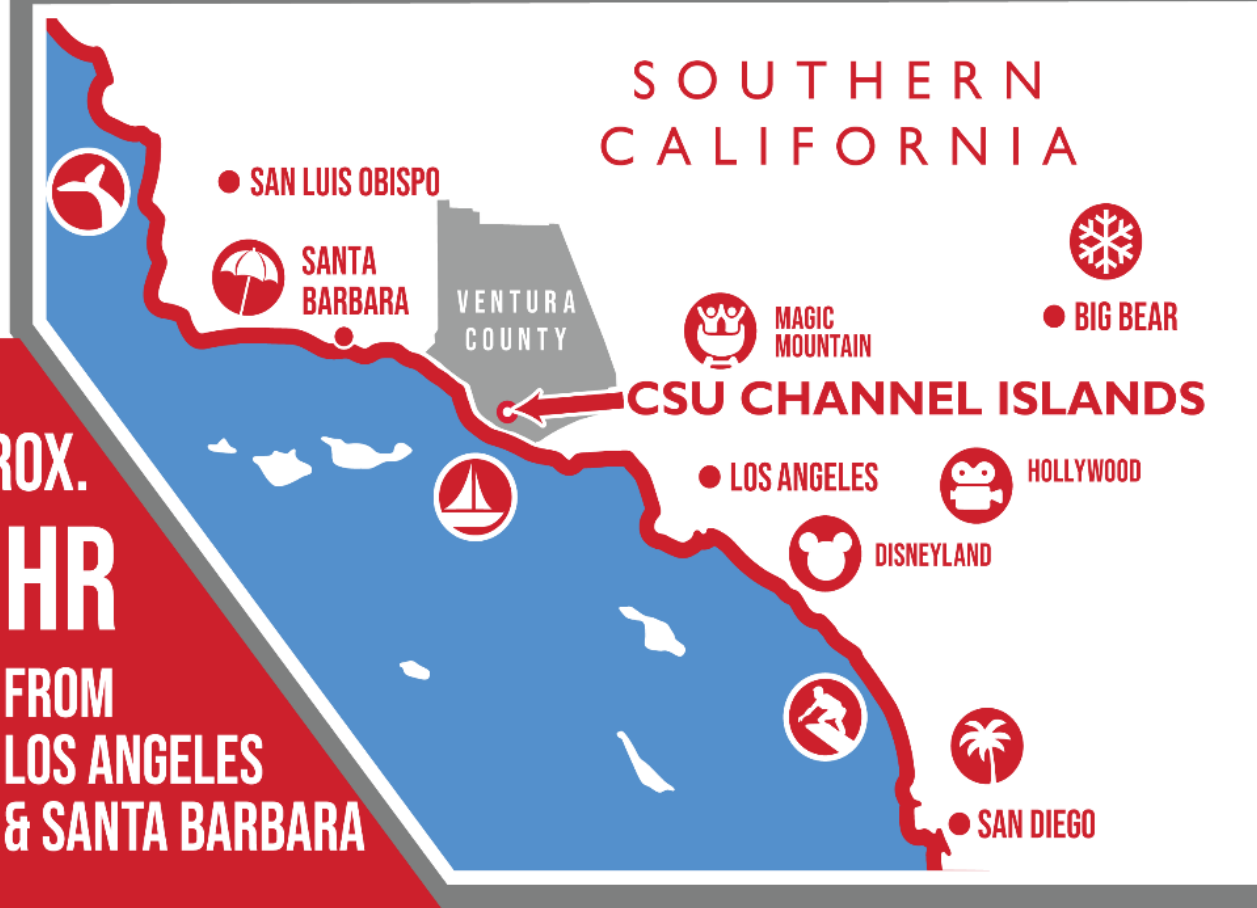 SOUTHERN
CALIFORNIA
SAN LUIS OBISPO
SANTA
BARBARA
VENTURA
COUNTY
MAGIC
MOUNTAIN
BIG BEAR
CSU CHANNEL ISLANDS
LOS ANGELES
HOLLYWOOD
DISNEYLAND
SAN DIEGO
ROX.
HR
FROM
LOS ANGELES
& SANTA BARBARA